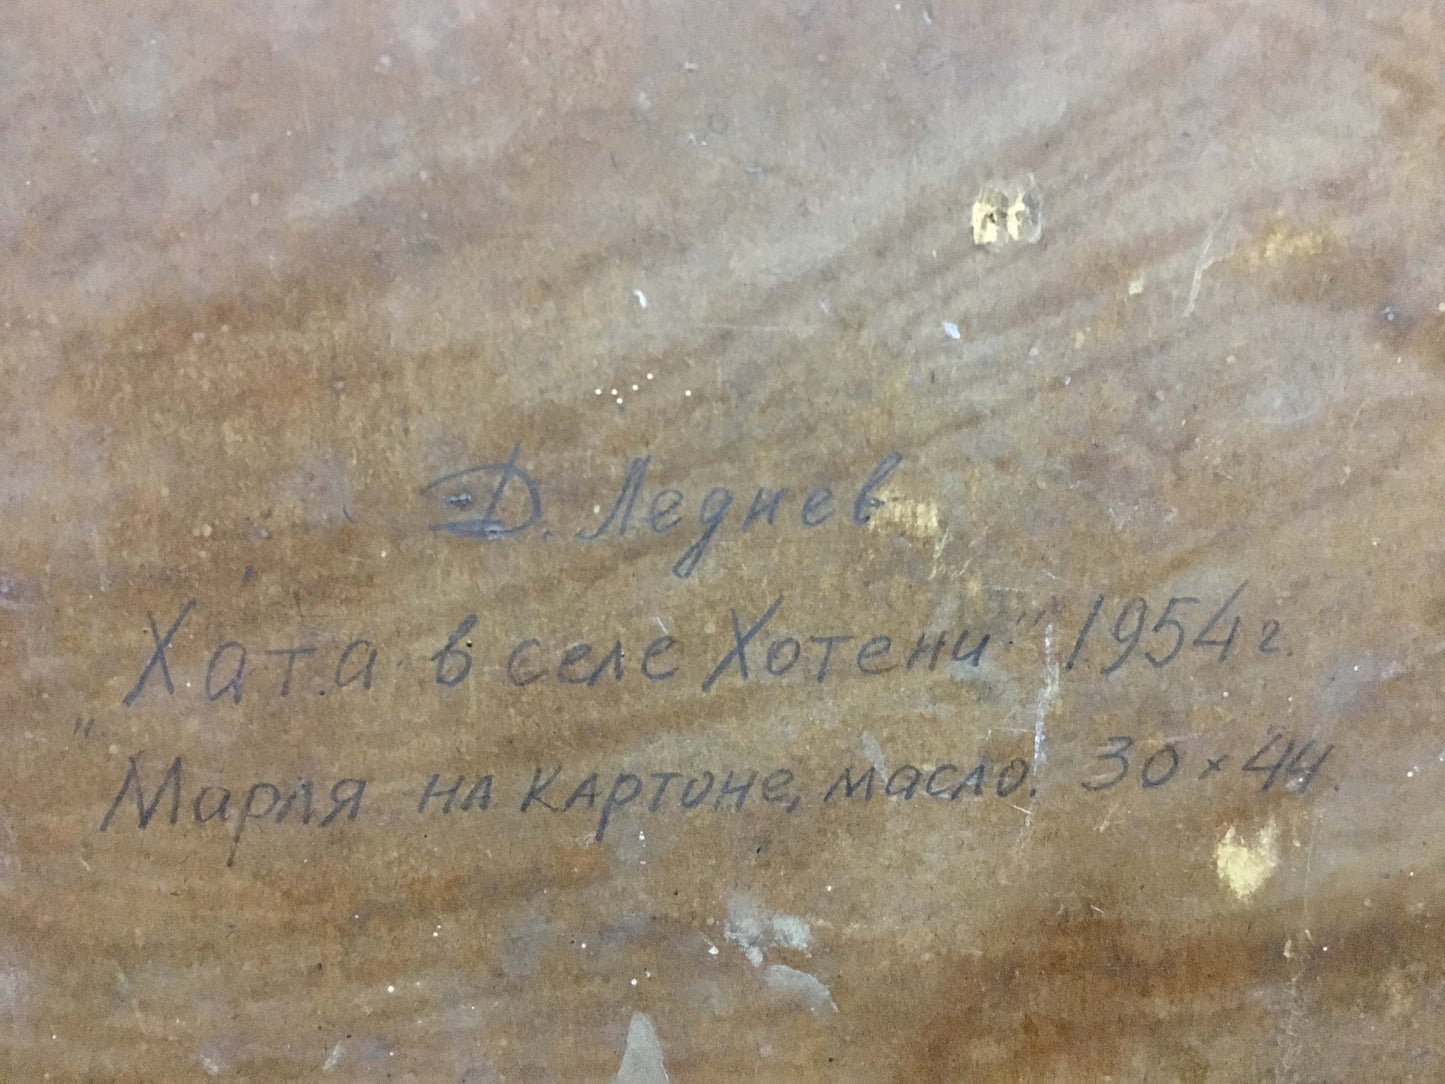 Д. Леднев
Хата в селе Хотени" 1954 г.
"
Марля на картоне, масло. 30 × 44.